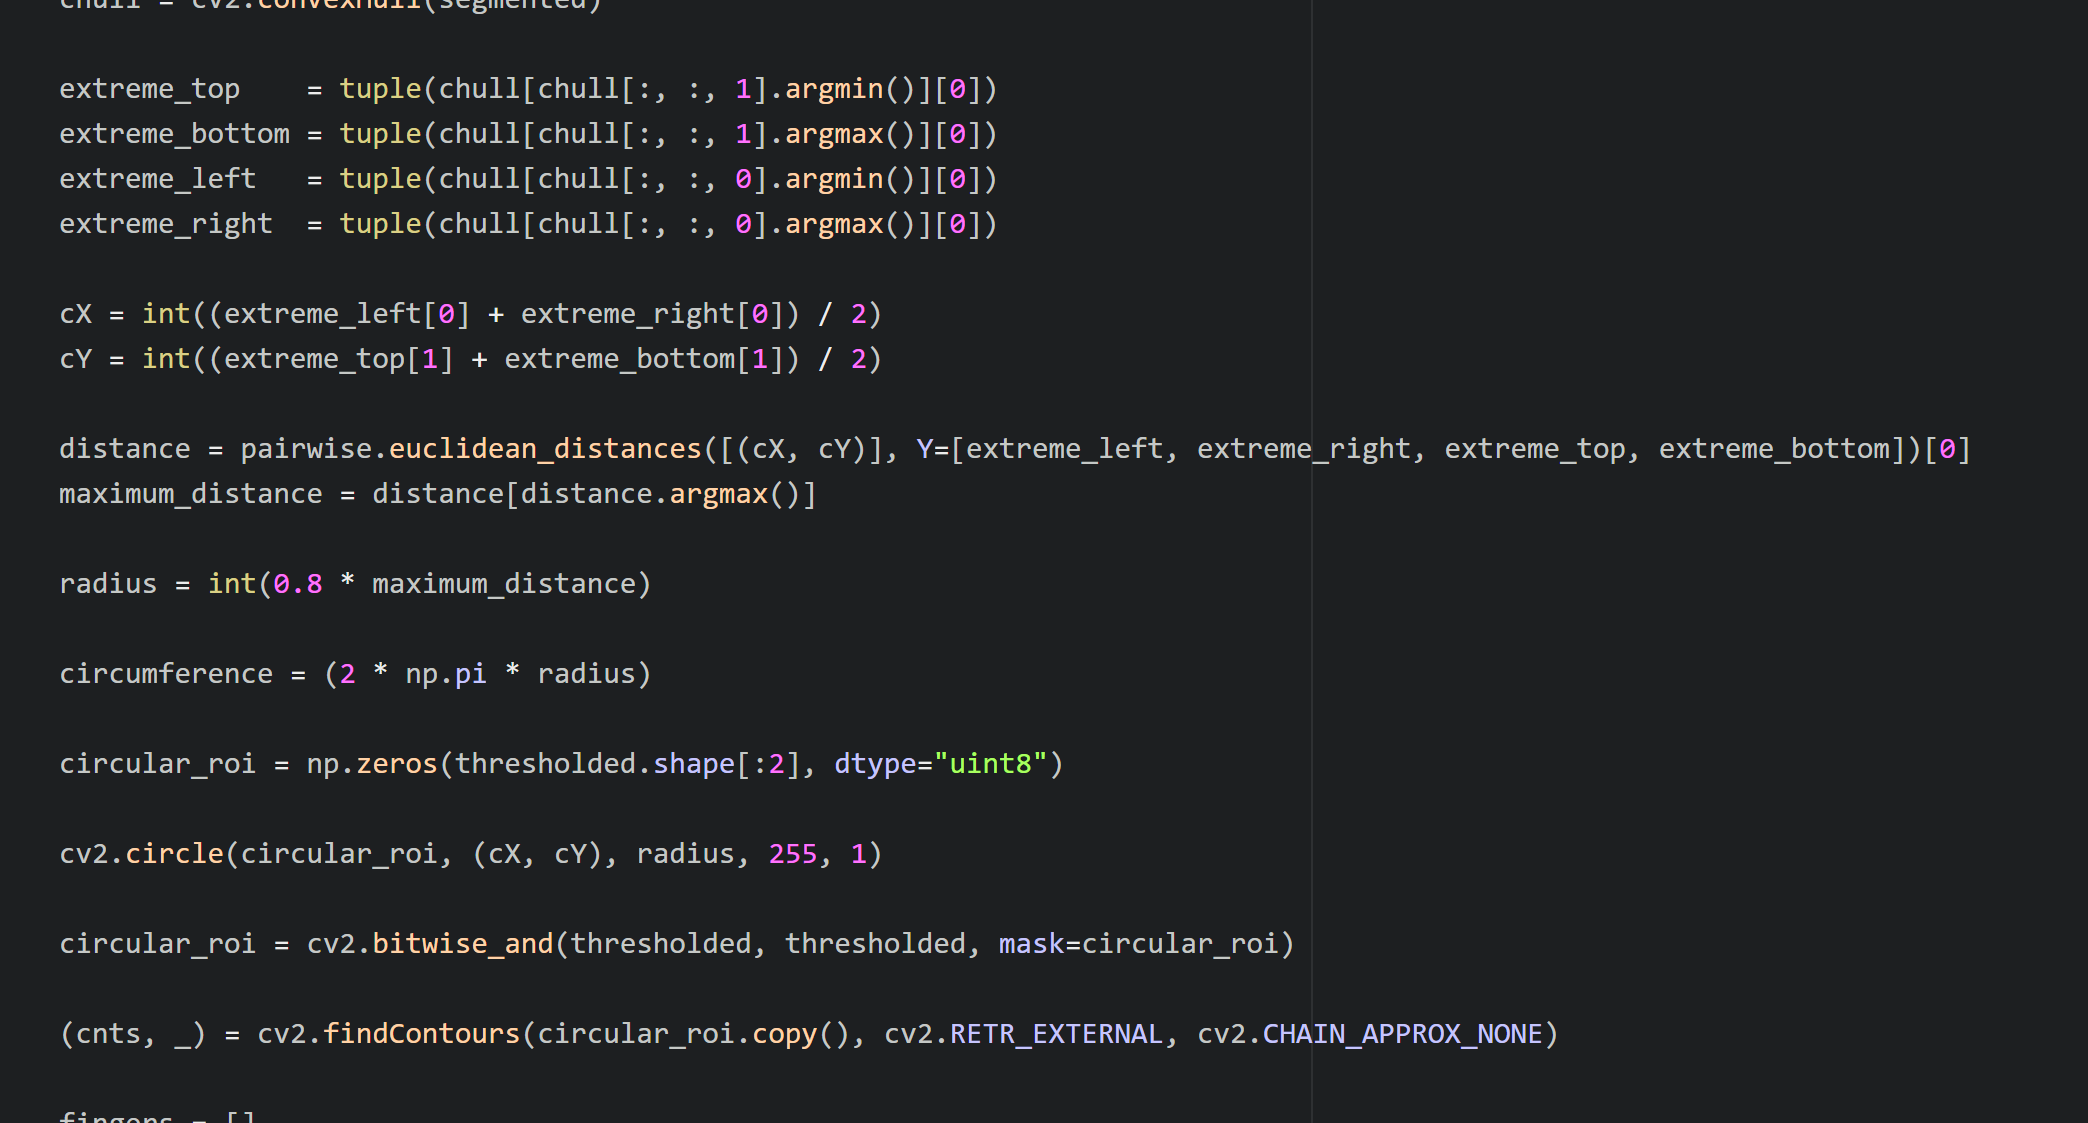 chull = cv2.convexHull(segmented)
extreme_top    = tuple(chull[chull[:, :, 1].argmin()][0])
extreme_bottom = tuple(chull[chull[:, :, 1].argmax()][0])
extreme_left   = tuple(chull[chull[:, :, 0].argmin()][0])
extreme_right  = tuple(chull[chull[:, :, 0].argmax()][0])
cX = int((extreme_left[0] + extreme_right[0]) / 2)
cY = int((extreme_top[1] + extreme_bottom[1]) / 2)
distance = pairwise.euclidean_distances([(cX, cY)], Y=[extreme_left, extreme_right, extreme_top, extreme_bottom])[0]
maximum_distance = distance[distance.argmax()]
radius = int(0.8 * maximum_distance)
circumference = (2 * np.pi * radius)
circular_roi = np.zeros(thresholded.shape[:2], dtype="uint8")
cv2.circle(circular_roi, (cX, cY), radius, 255, 1)
circular_roi = cv2.bitwise_and(thresholded, thresholded, mask=circular_roi)
(cnts, _) = cv2.findContours(circular_roi.copy(), cv2.RETR_EXTERNAL, cv2.CHAIN_APPROX_NONE)
fingers = []